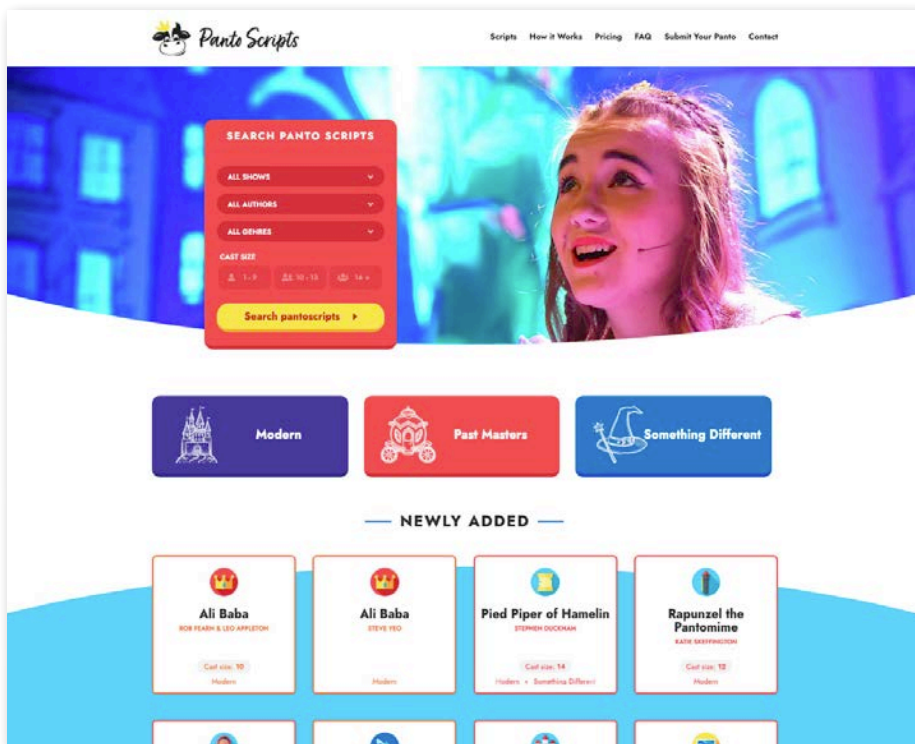 Panto Scripts
Scripts How it Works Pricing FAQ Submit Your Panto Contact
SEARCH PANTO SCRIPTS
ALL SHOWS
ALL AUTHORS
ALL GENRES
CAST SIZE
1 - 9 10 - 15 16 +
Search pantoscripts
Modern Past Masters Something Different
NEWLY ADDED
Ali Baba
ROB FEARN & LEO APPLETON
Cast size: 10
Modern
Ali Baba
STEVE YEO
Modern
Pied Piper of Hamelin
STEPHEN DUCKHAM
Cast size: 14
Modern + Something Different
Rapunzel the
Pantomime
KATIE SKEFFINGTON
Cast size: 12
Modern